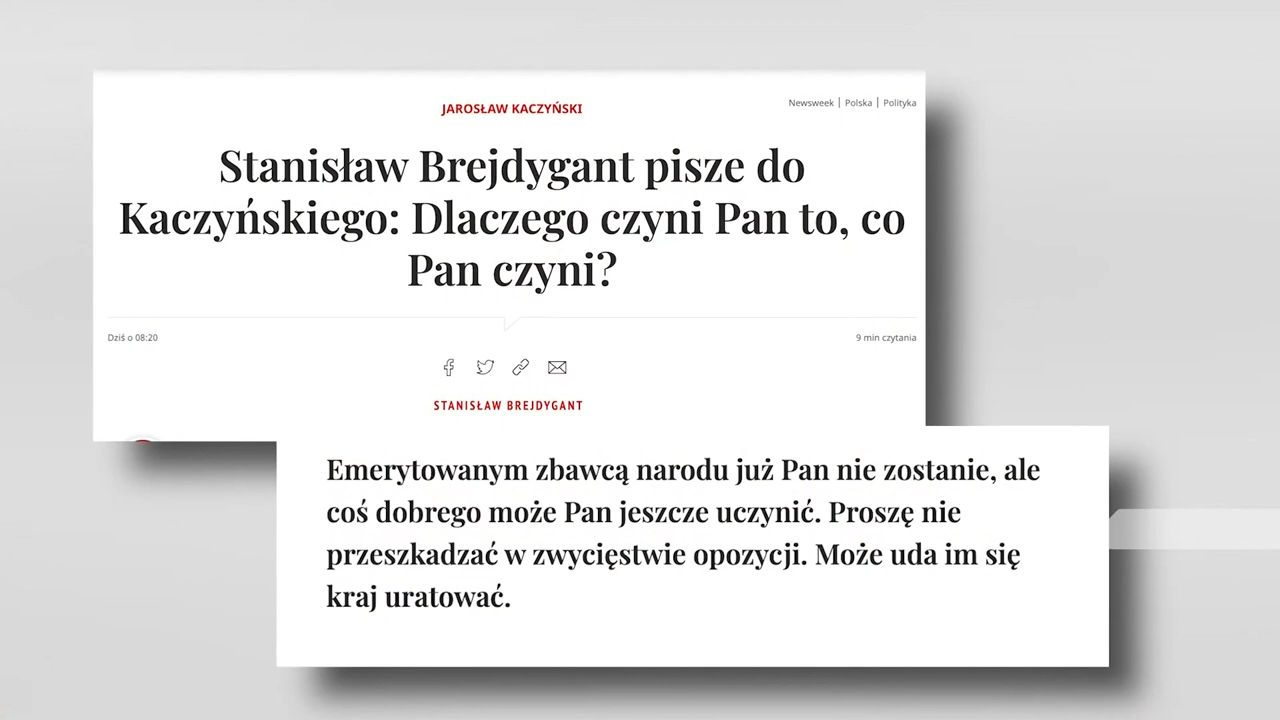 JAROSŁAW KACZYŃSKI
Newsweek | Polska | Polityka
Stanisław Brejdygant pisze do
Kaczyńskiego: Dlaczego czyni Pan to, co
Pan czyni?
Dziś o 08:20
9 min czytania
STANISŁAW BREJDYGANT
Emerytowanym zbawcą narodu już Pan nie zostanie, ale
coś dobrego może Pan jeszcze uczynić. Proszę nie
przeszkadzać w zwycięstwie opozycji. Może uda im się
kraj uratować.